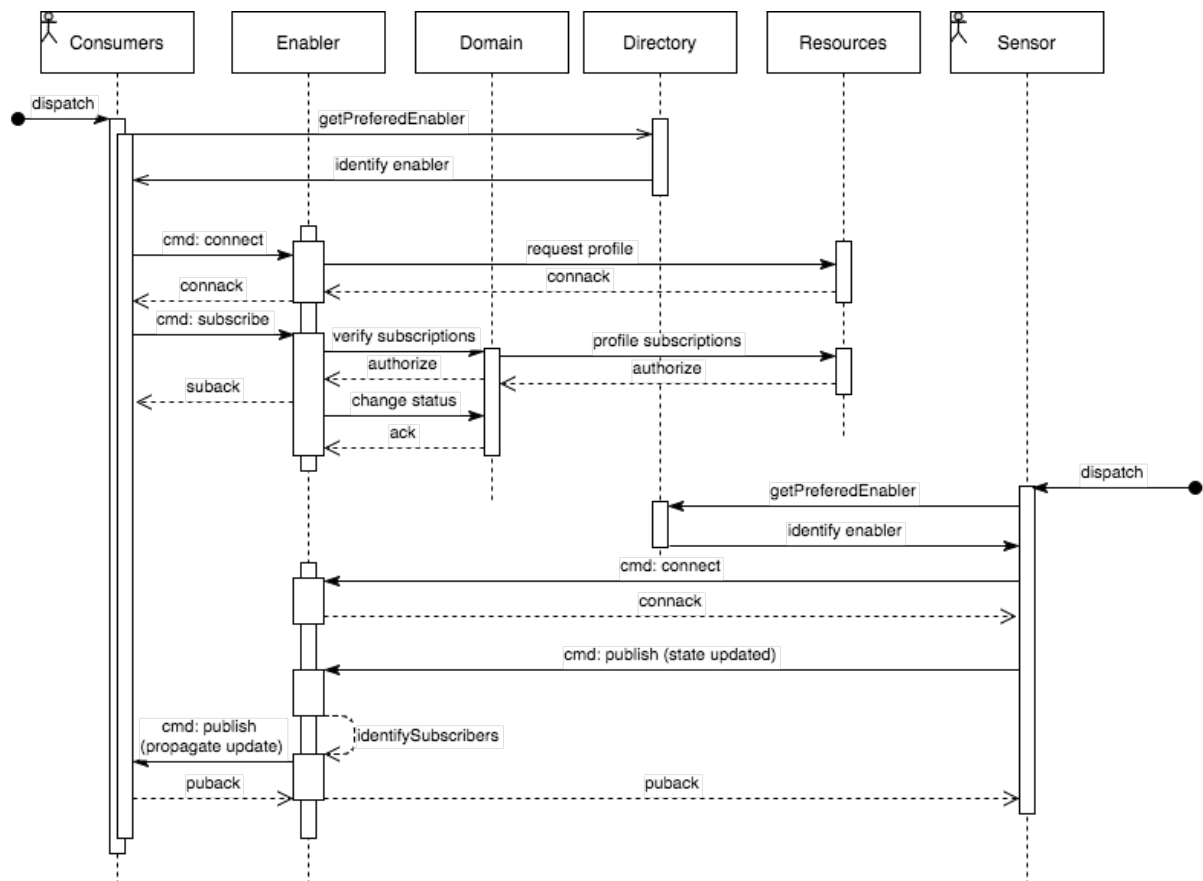 Consumers
Enabler
Domain
Directory
Resources
Sensor
dispatch
getPreferedEnabler
identify enabler
cmd: connect
request profile
connack
connack
cmd: subscribe
verify subscriptions
profile subscriptions
authorize
authorize
suback
change status
ack
dispatch
getPreferedEnabler
identify enabler
cmd: connect
connack
cmd: publish (state updated)
cmd: publish
(propagate update)
identifySubscribers
puback
puback